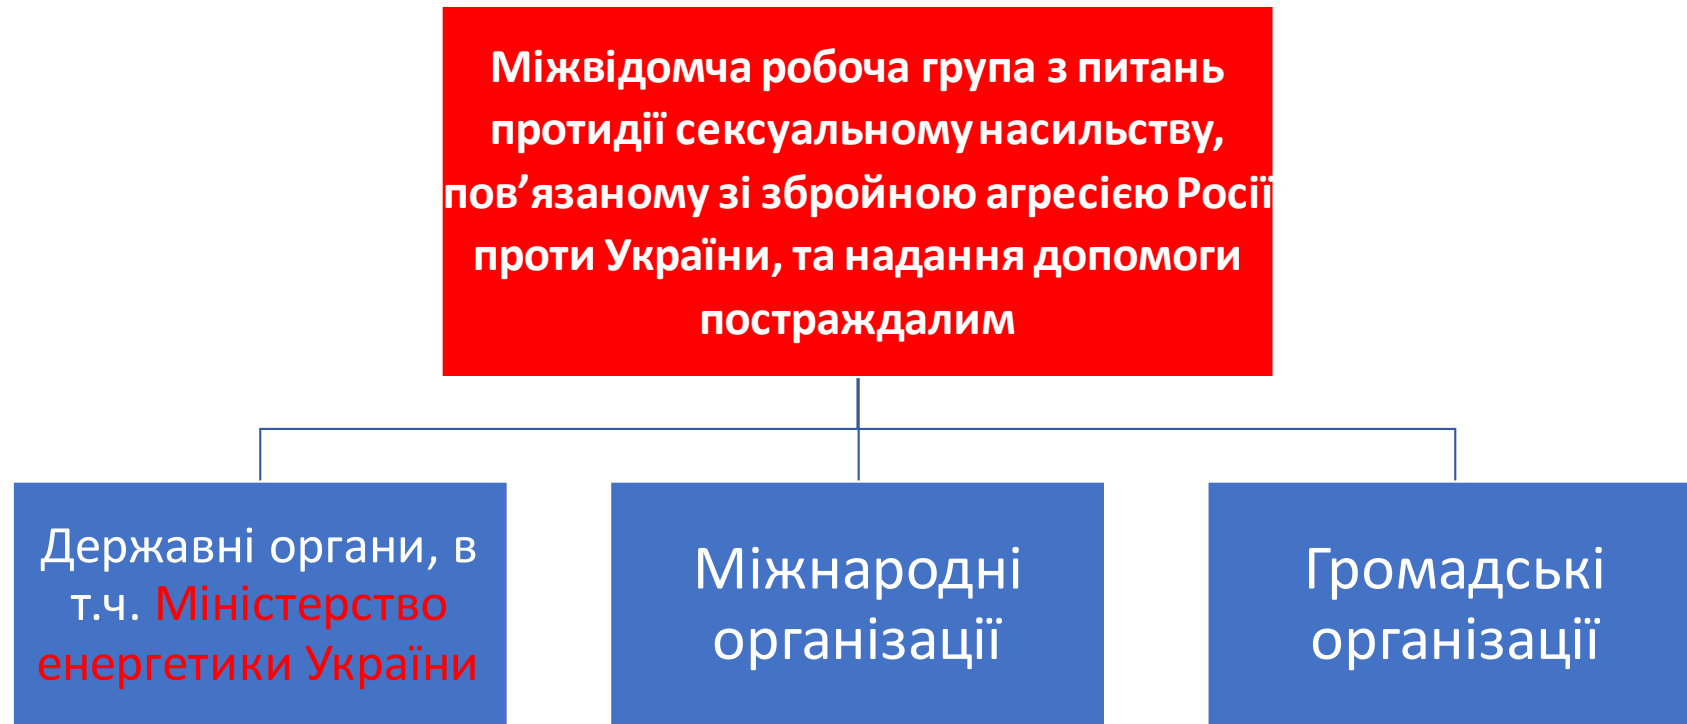 Міжвідомча робоча група з питань
протидії сексуальному насильству,
пов’язаному зі збройною агресією Росії
проти України, та надання допомоги
постраждалим
Державні органи, в
т.ч. Міністерство
енергетики України
Міжнародні
організації
Громадські
організації